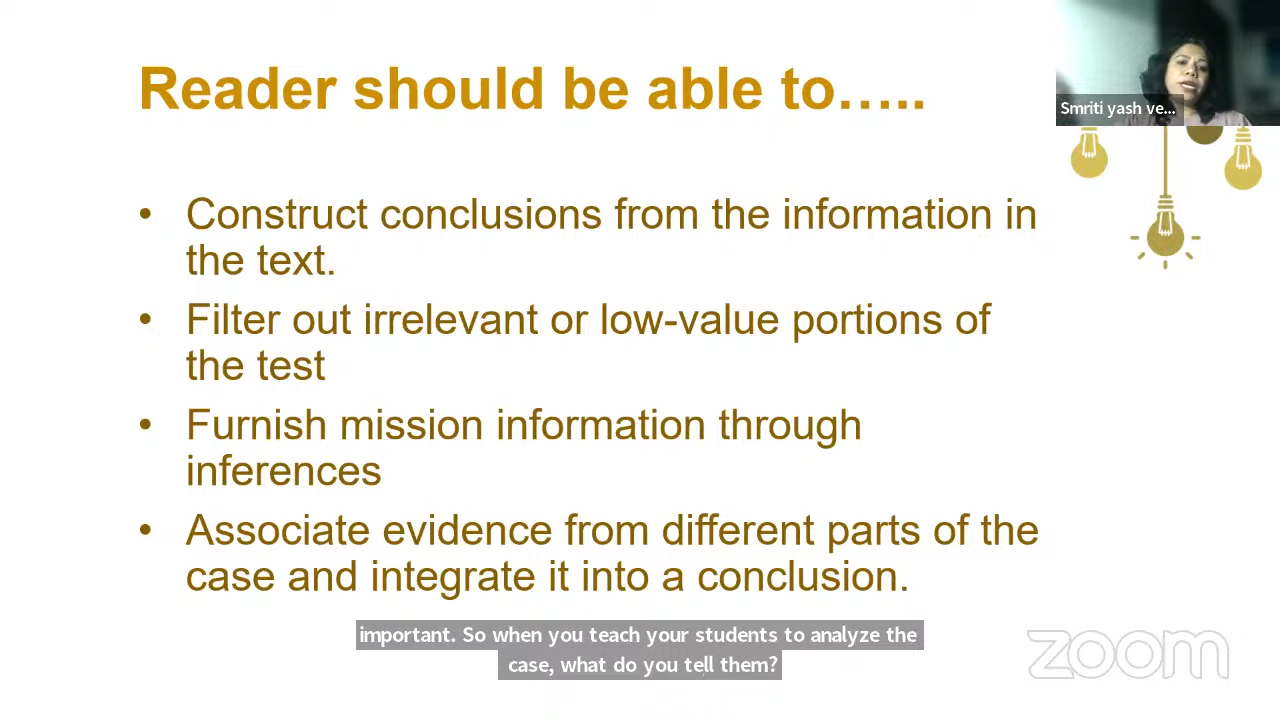 Reader should be able to…..
Smriti yash ve...
• Construct conclusions from the information in
the text.
• Filter out irrelevant or low-value portions of
the test
• Furnish mission information through
inferences
• Associate evidence from different parts of the
case and integrate it into a conclusion.
important. So when you teach your students to analyze the
case, what do you tell them?
zoom